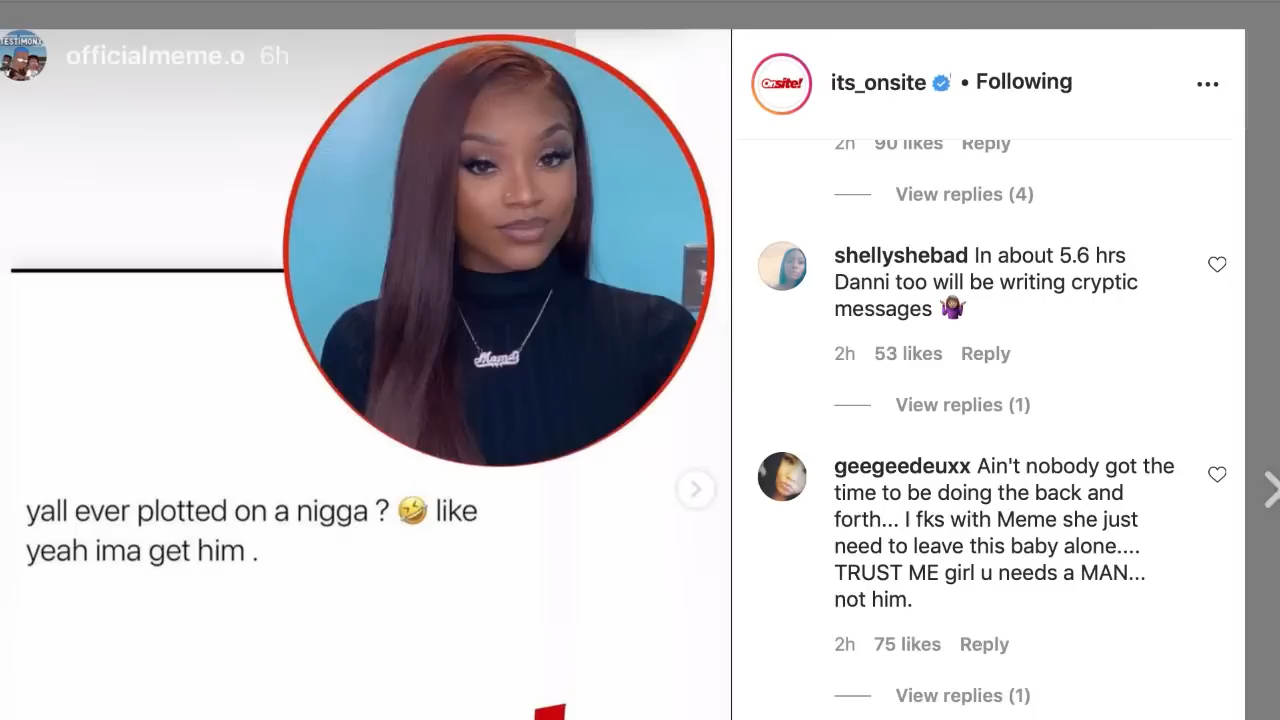 TESTIMONY
officialmeme.o 6h
yall ever plotted on a nigga ? 🤣 like
yeah ima get him .
Onsite!
its_onsite • Following
2h 90 likes Reply
View replies (4)
shellyshebad In about 5.6 hrs
Danni too will be writing cryptic
messages 🤷🏾‍♀️
2h 53 likes Reply
View replies (1)
geegeedeuxx Ain't nobody got the
time to be doing the back and
forth... I fks with Meme she just
need to leave this baby alone....
TRUST ME girl u needs a MAN...
not him.
2h 75 likes Reply
View replies (1)